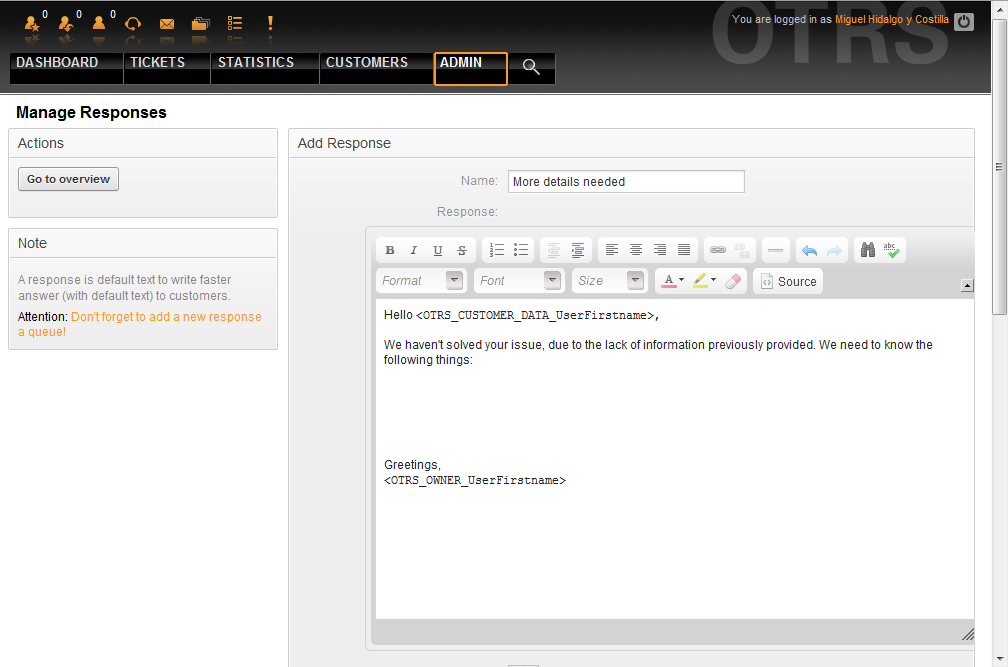 0 0 0
You are logged in as Miguel Hidalgo y Costilla
OTRS
DASHBOARD TICKETS STATISTICS CUSTOMERS ADMIN
Manage Responses
Actions
Go to overview
Note
A response is default text to write faster
answer (with default text) to customers.
Attention: Don't forget to add a new response
a queue!
Add Response
Name: More details needed
Response:
B I U S abc
Format Font Size A Source
Hello <OTRS_CUSTOMER_DATA_UserFirstname>,
We haven't solved your issue, due to the lack of information previously provided. We need to know the
following things:
Greetings,
<OTRS_OWNER_UserFirstname>